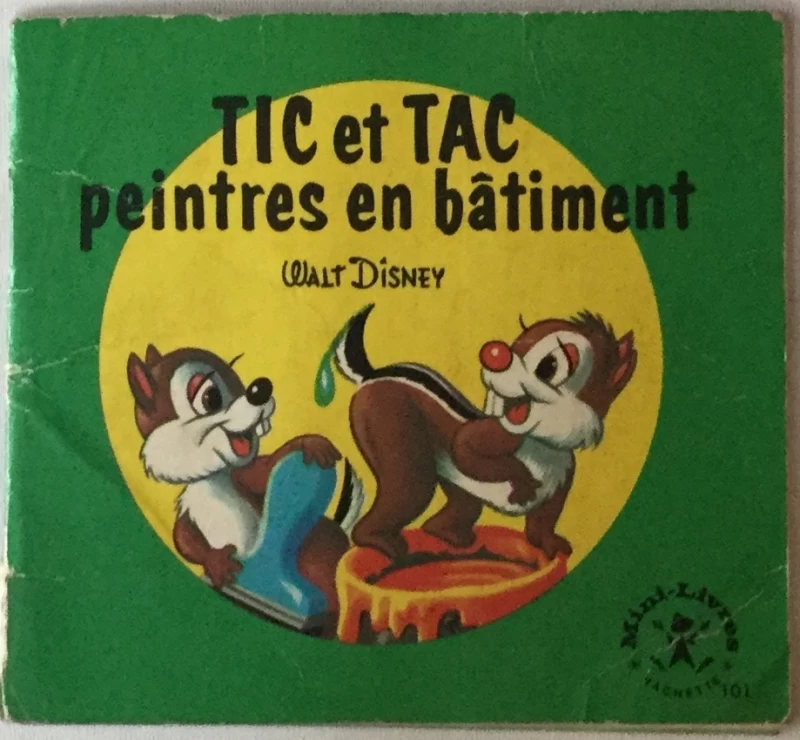 TIC et TAC
peintres en bâtiment
WALT DISNEY
Mini-Livres
HACHETTE 101